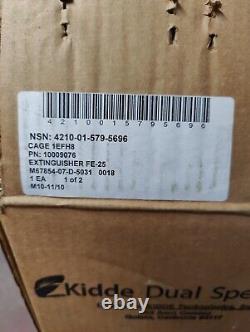 4210015795696
NSN: 4210-01-579-5696
CAGE 1EFH8
PN: 10009076
EXTINGUISHER FE-25
M67854-07-D-5031 0018
1 EA 1 of 2
M10-11/10
Kidde Dual Spe